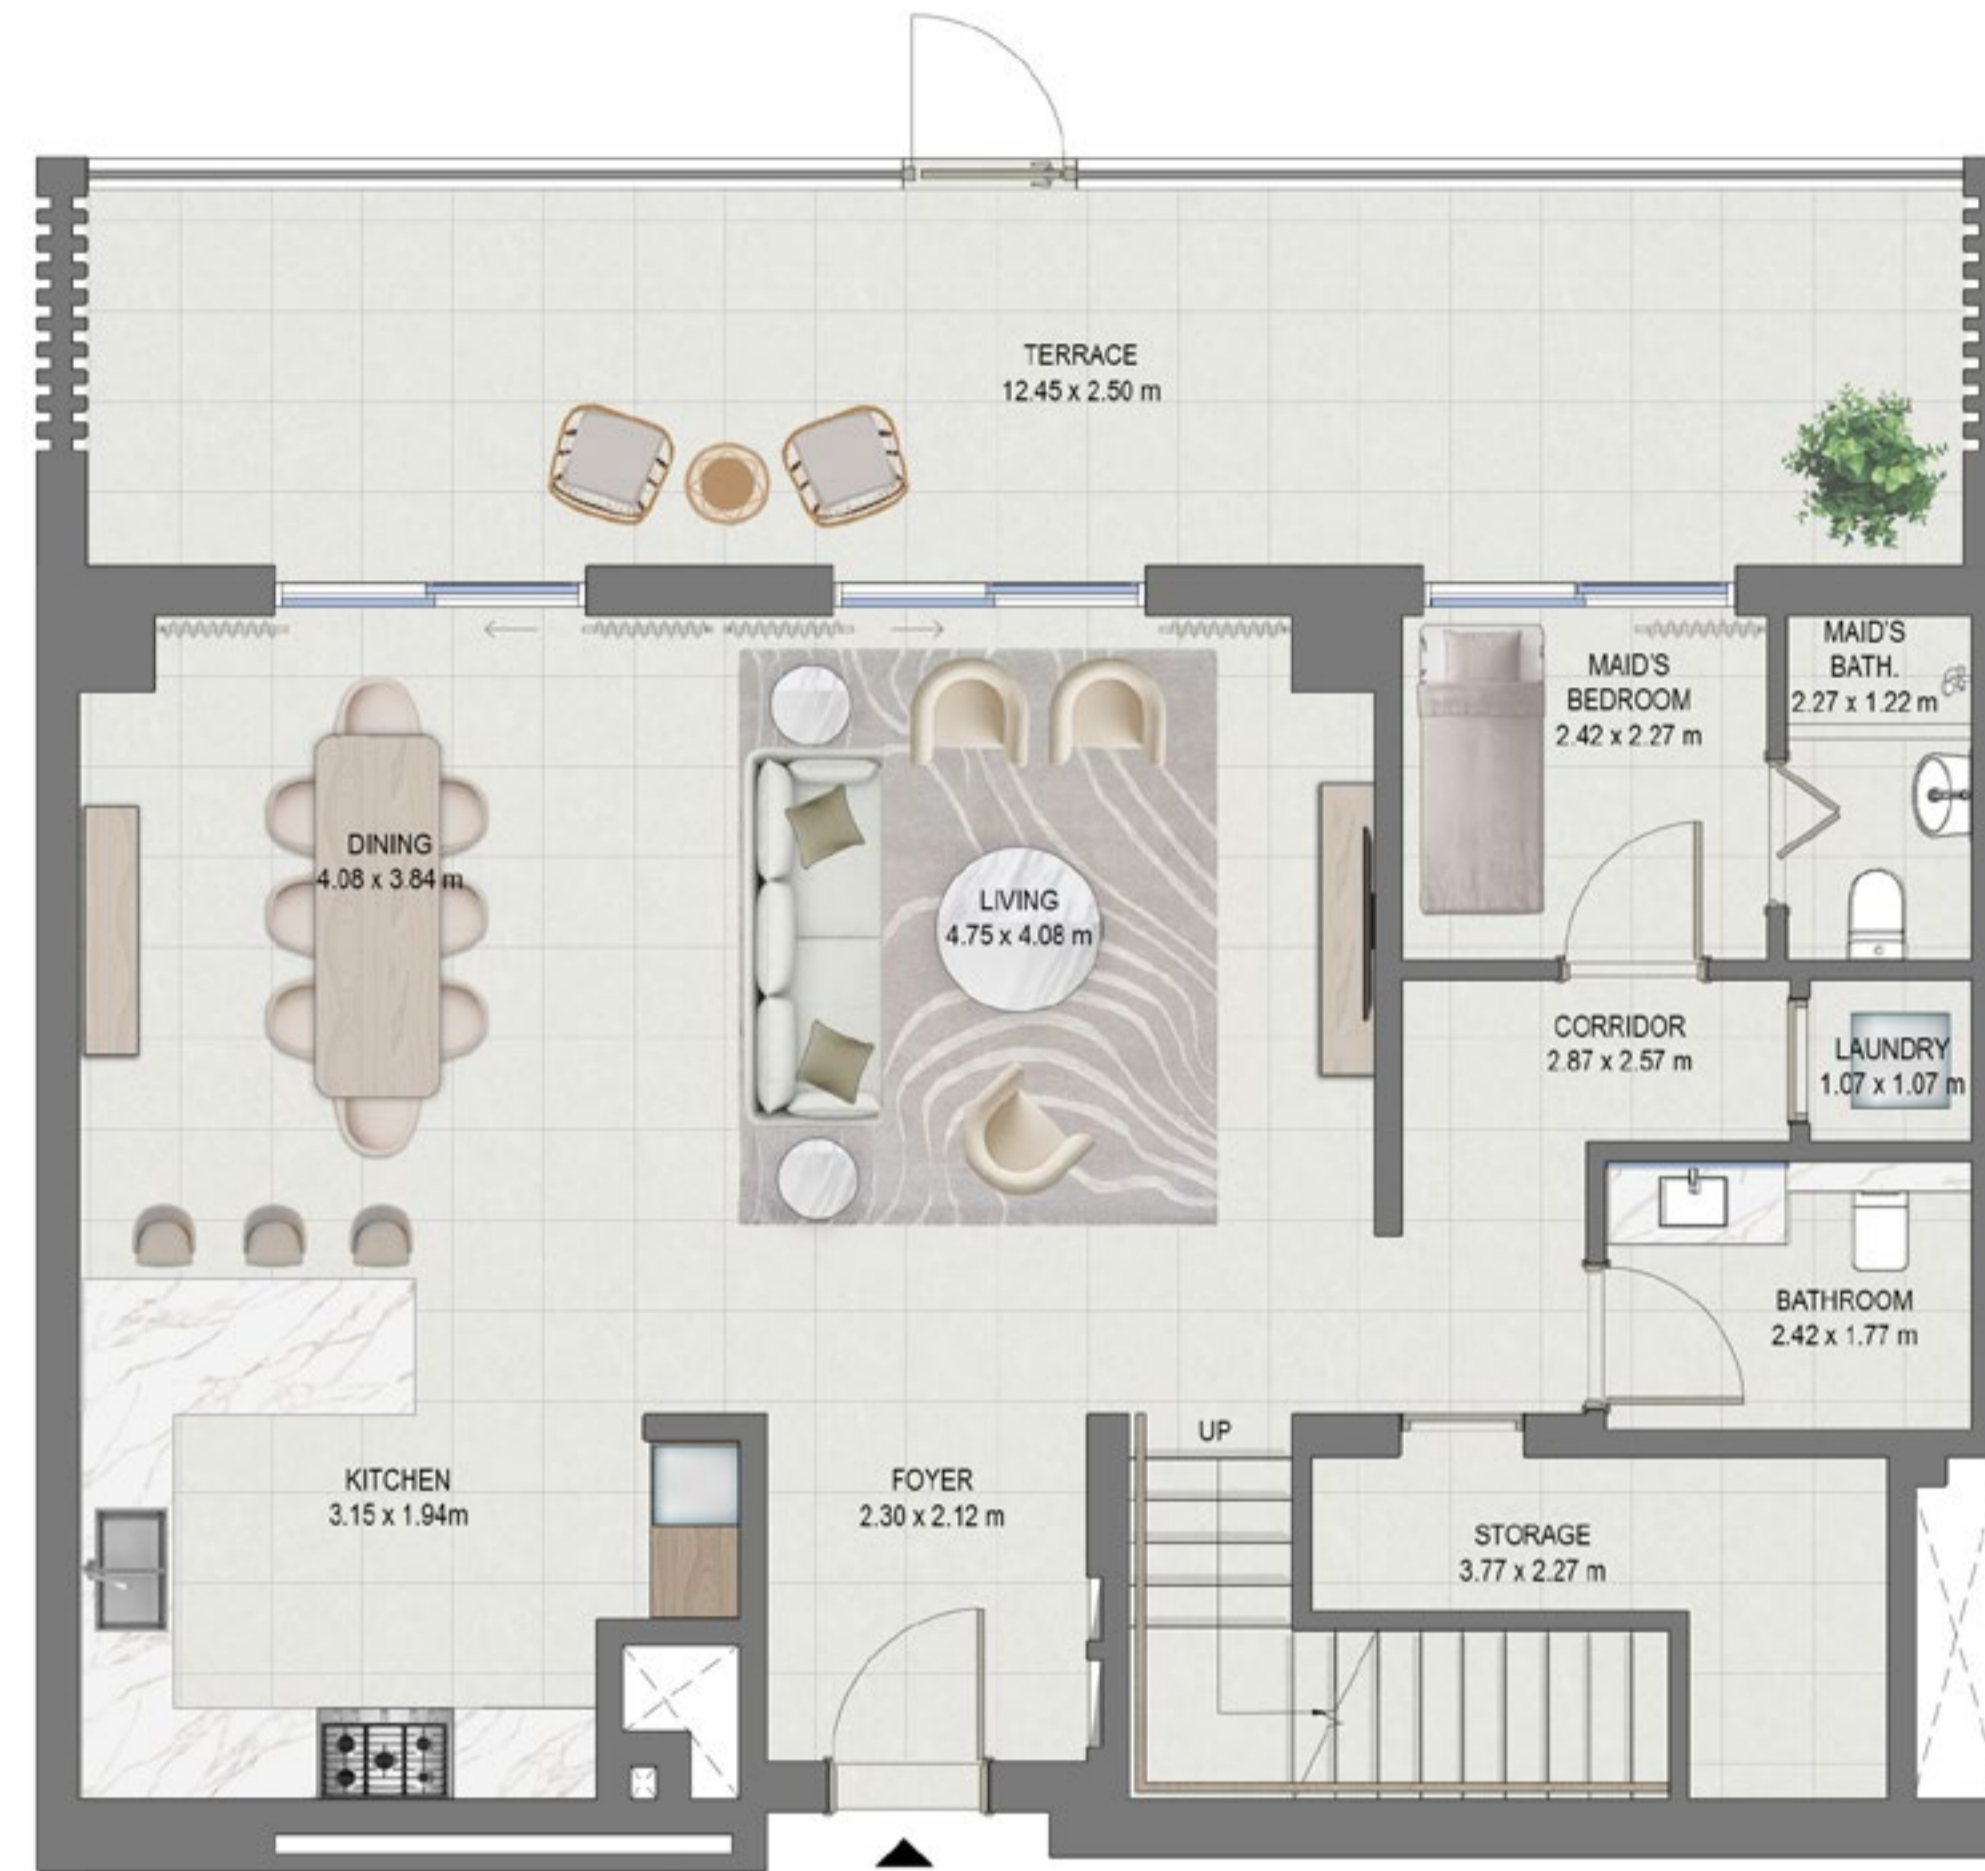 TERRACE
12.45 x 2.50 m
MAID'S
BATH.
2.27 x 1.22 m
MAID'S
BEDROOM
2.42 x 2.27 m
DINING
4.08 x 3.84 m
LIVING
4.75 x 4.08 m
CORRIDOR
2.87 x 2.57 m
LAUNDRY
1.07 x 1.07 m
BATHROOM
2.42 x 1.77 m
UP
KITCHEN
3.15 x 1.94m
FOYER
2.30 x 2.12 m
STORAGE
3.77 x 2.27 m